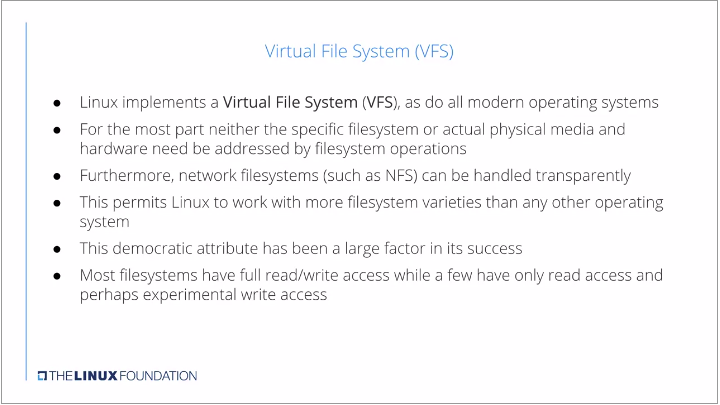 Virtual File System (VFS)
● Linux implements a Virtual File System (VFS), as do all modern operating systems
● For the most part neither the specific filesystem or actual physical media and
hardware need be addressed by filesystem operations
● Furthermore, network filesystems (such as NFS) can be handled transparently
● This permits Linux to work with more filesystem varieties than any other operating
system
● This democratic attribute has been a large factor in its success
● Most filesystems have full read/write access while a few have only read access and
perhaps experimental write access
THE LINUX FOUNDATION